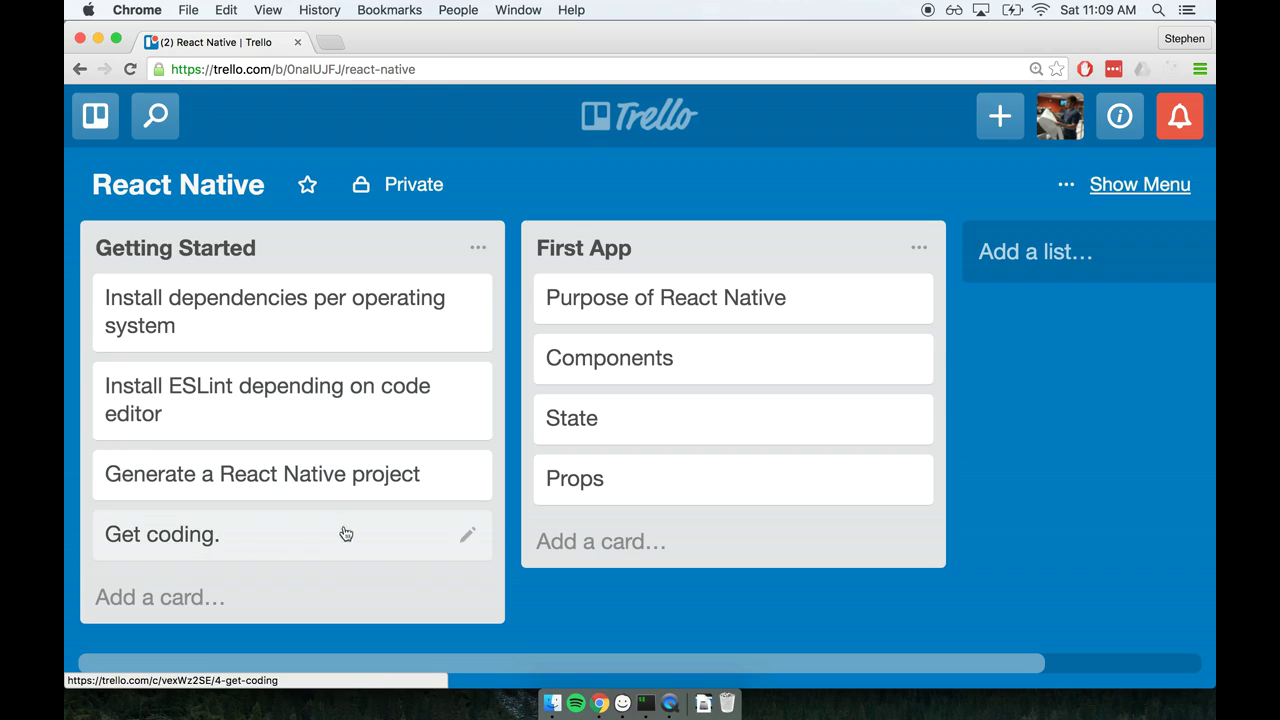 Chrome File Edit View History Bookmarks People Window Help Sat 11:09 AM
(2) React Native | Trello Stephen
https://trello.com/b/0naIUJFJ/react-native
Trello
React Native Private Show Menu
Getting Started
Install dependencies per operating
system
Install ESLint depending on code
editor
Generate a React Native project
Get coding.
Add a card…
First App
Purpose of React Native
Components
State
Props
Add a card…
Add a list…
https://trello.com/c/vexWz2SE/4-get-coding